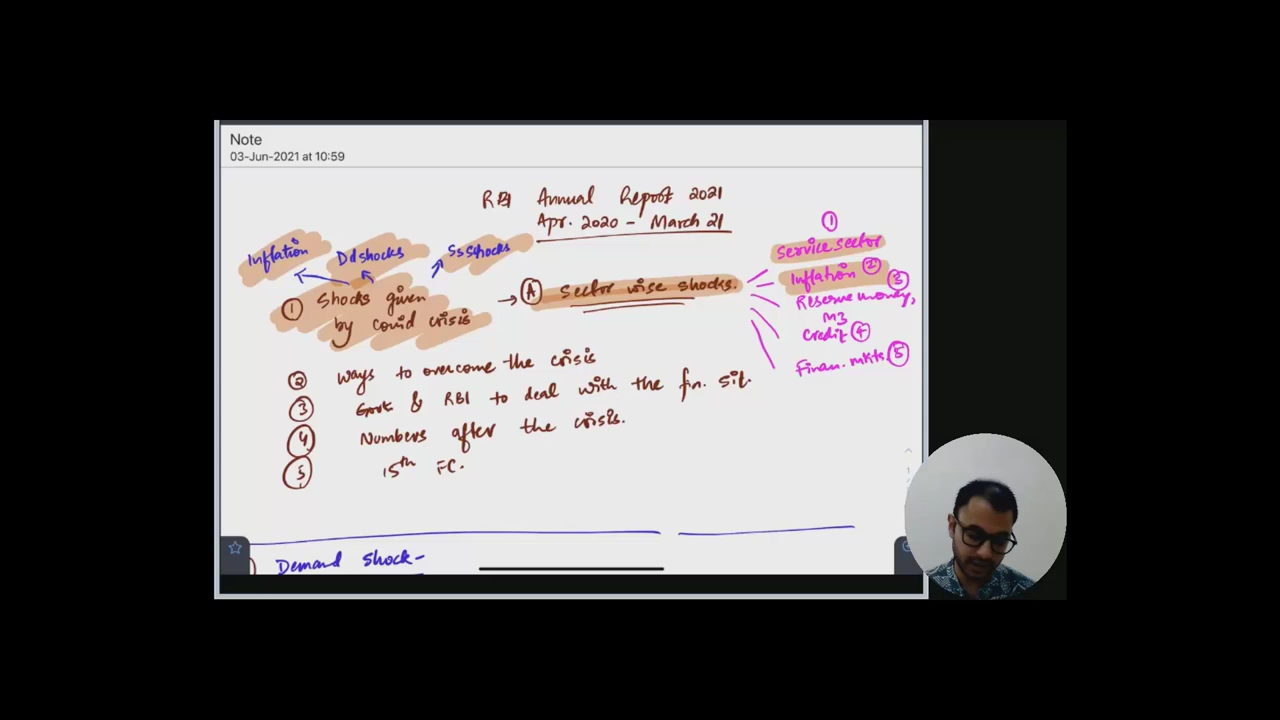 Note
03-Jun-2021 at 10:59
RBI Annual Report 2021
Apr. 2020 - March 21
Inflation
Dd shocks
Ss shocks
① Shocks given
by covid crisis
→ Ⓐ Sector wise shocks.
①
Service sector
Inflation ②
Reserve money, ③
M3
Credit ④
Finan. mkts. ⑤
② Ways to overcome the crisis
③ Govt & RBI to deal with the fin. sit.
④ Numbers after the crisis.
⑤ 15th FC.
Demand Shock-